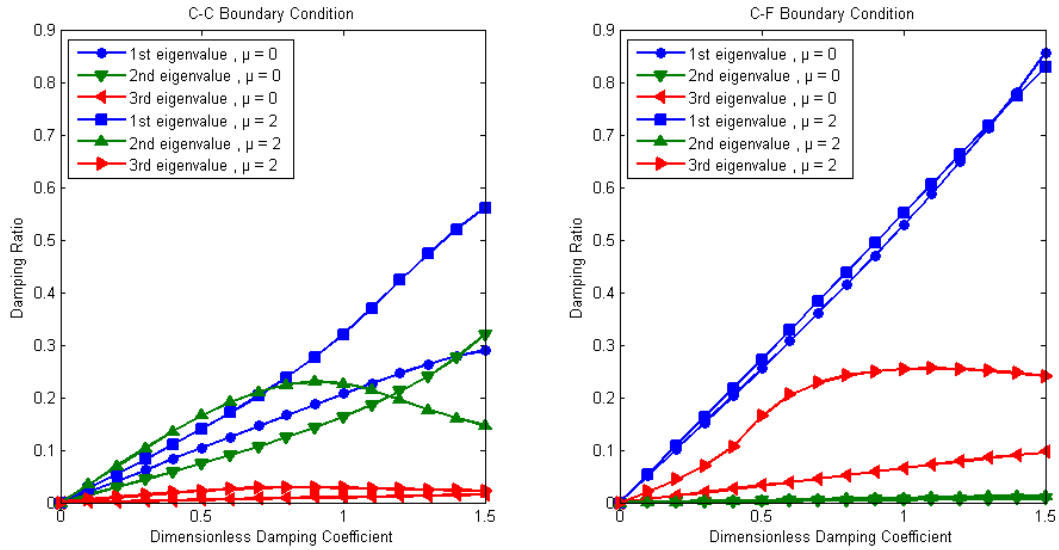 C-C Boundary Condition
0.9
0.8
0.7
0.6
0.5
0.4
0.3
0.2
0.1
0
Damping Ratio
1st eigenvalue , μ = 0
2nd eigenvalue , μ = 0
3rd eigenvalue , μ = 0
1st eigenvalue , μ = 2
2nd eigenvalue , μ = 2
3rd eigenvalue , μ = 2
0
0.5
1
1.5
Dimensionless Damping Coefficient
C-F Boundary Condition
0.9
0.8
0.7
0.6
0.5
0.4
0.3
0.2
0.1
0
Damping Ratio
1st eigenvalue , μ = 0
2nd eigenvalue , μ = 0
3rd eigenvalue , μ = 0
1st eigenvalue , μ = 2
2nd eigenvalue , μ = 2
3rd eigenvalue , μ = 2
0
0.5
1
1.5
Dimensionless Damping Coefficient